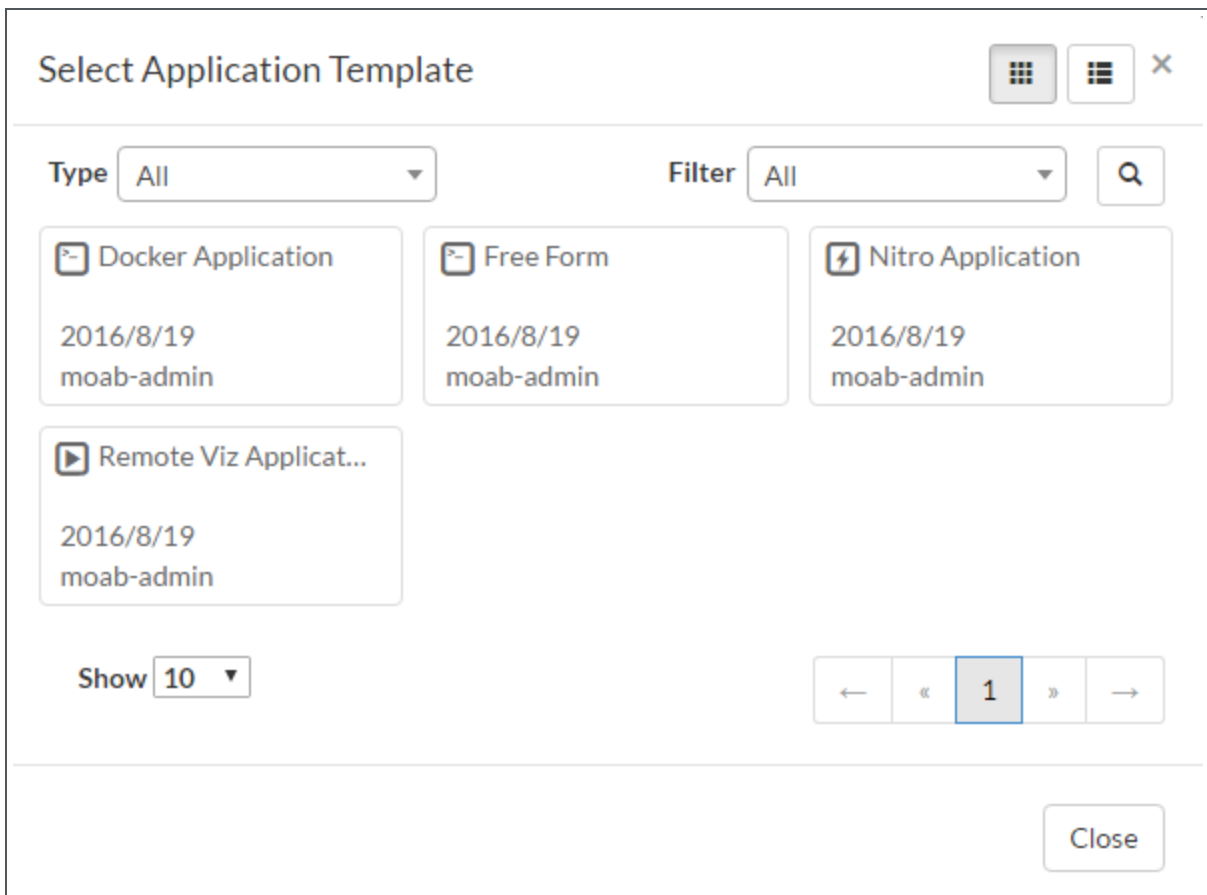 Select Application Template
×
Type All Filter All
Docker Application
2016/8/19
moab-admin
Free Form
2016/8/19
moab-admin
Nitro Application
2016/8/19
moab-admin
Remote Viz Applicat...
2016/8/19
moab-admin
Show 10
← « 1 » →
Close